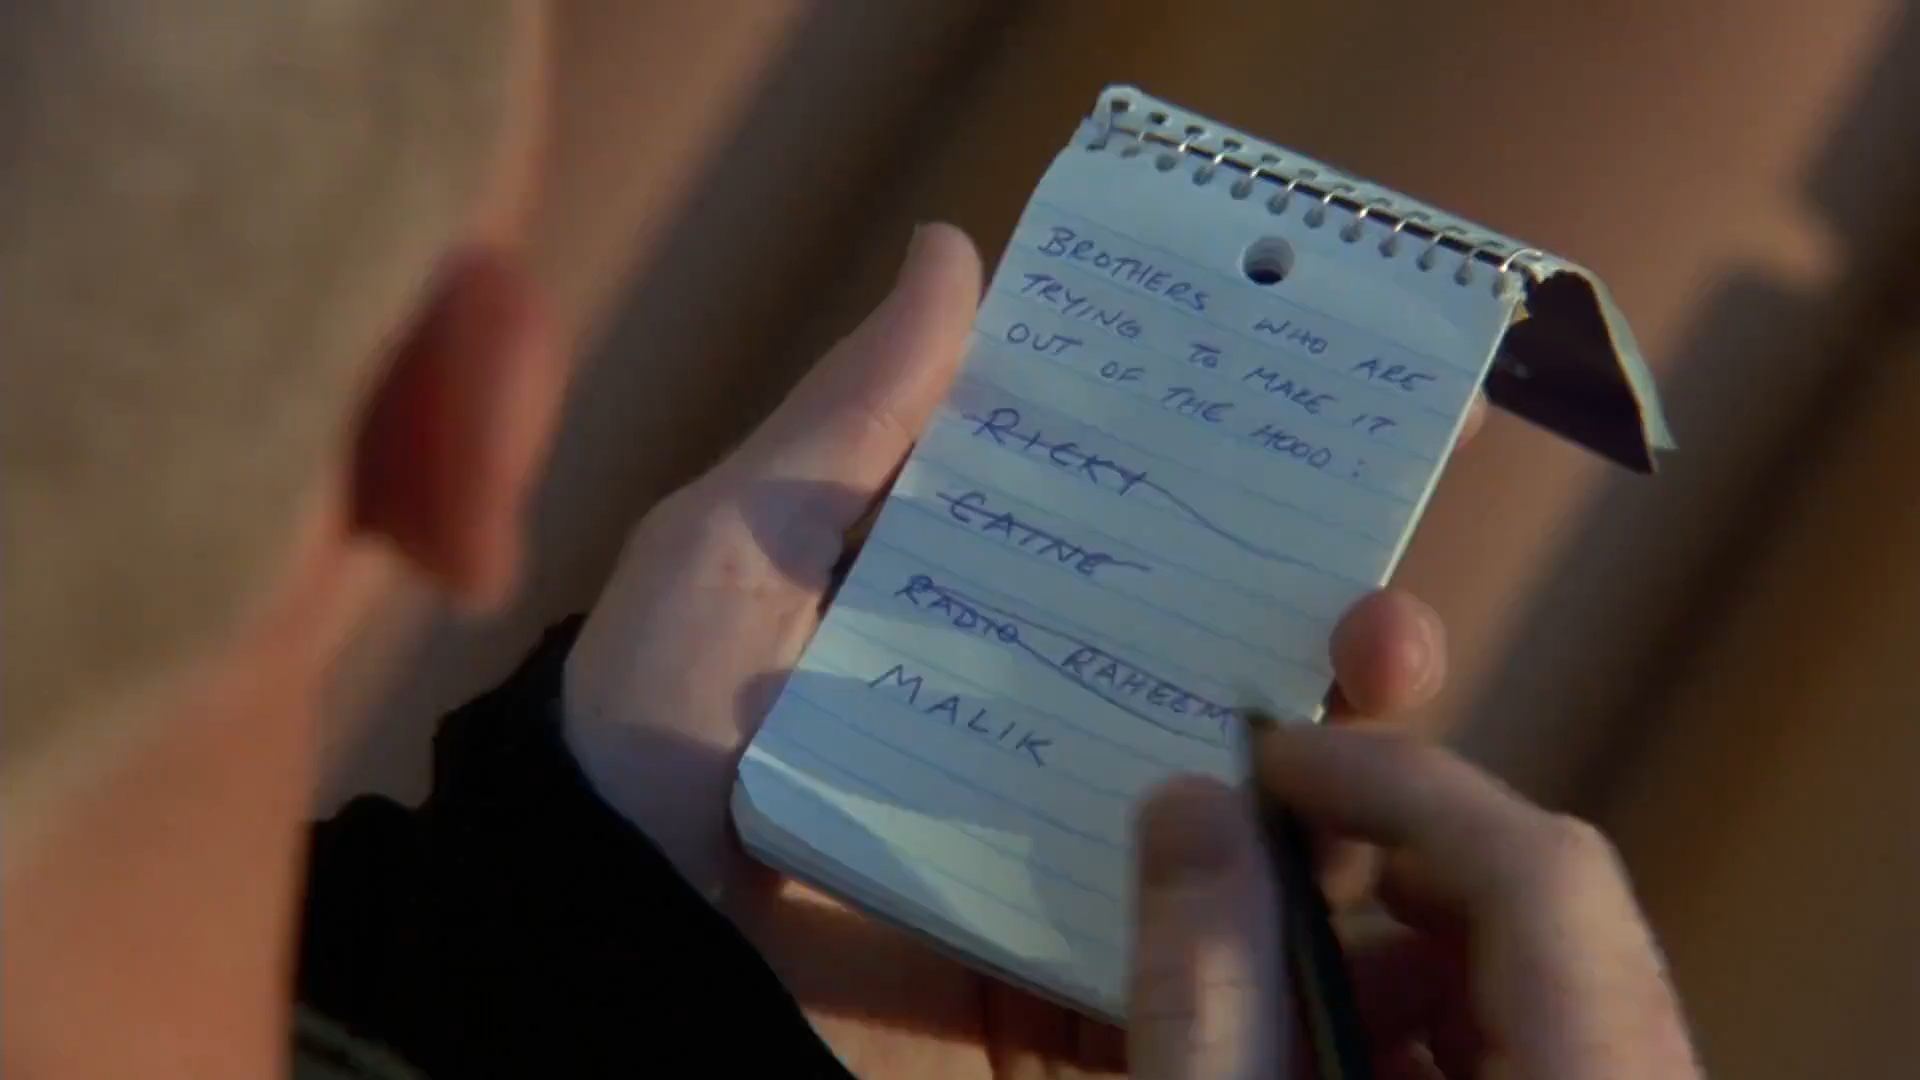 BROTHERS WHO ARE
TRYING TO MAKE IT
OUT OF THE HOOD:
RICKY
CAINE
RADIO RAHEEM
MALIK